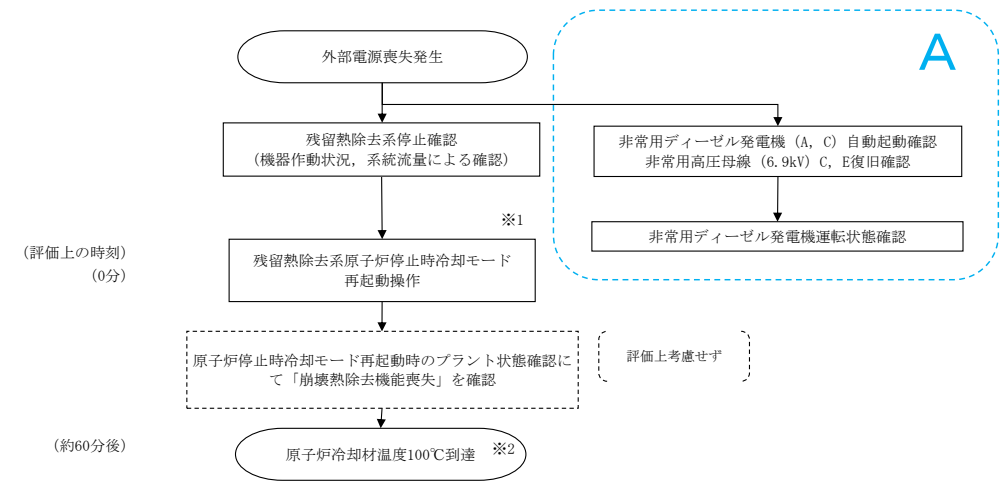 外部電源喪失発生
A
残留熱除去系停止確認
(機器作動状況，系統流量による確認)
非常用ディーゼル発電機（A，C）自動起動確認
非常用高圧母線（6.9kV）C，E復旧確認
※1
非常用ディーゼル発電機運転状態確認
(評価上の時刻)
(0分)
残留熱除去系原子炉停止時冷却モード
再起動操作
原子炉停止時冷却モード再起動時のプラント状態確認に
て「崩壊熱除去機能喪失」を確認
評価上考慮せず
(約60分後)
原子炉冷却材温度100℃到達
※2